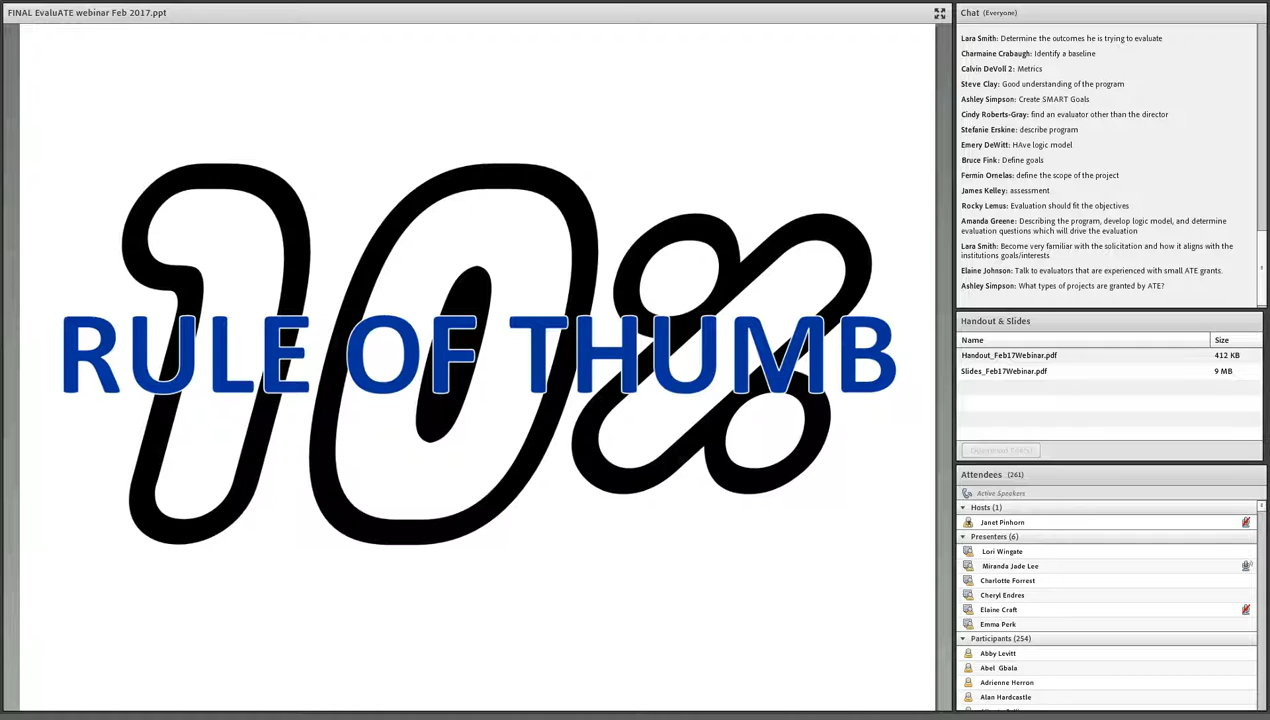 FINAL EvaluATE webinar Feb 2017.ppt
10%
RULE OF THUMB
Chat (Everyone)
Lara Smith: Determine the outcomes he is trying to evaluate
Charmaine Crabaugh: Identify a baseline
Calvin DeVoll 2: Metrics
Steve Clay: Good understanding of the program
Ashley Simpson: Create SMART Goals
Cindy Roberts-Gray: find an evaluator other than the director
Stefanie Erskine: describe program
Emery DeWitt: HAve logic model
Bruce Fink: Define goals
Fermin Ornelas: define the scope of the project
James Kelley: assessment
Rocky Lemus: Evaluation should fit the objectives
Amanda Greene: Describing the program, develop logic model, and determine
evaluation questions which will drive the evaluation
Lara Smith: Become very familiar with the solicitation and how it aligns with the
institutions goals/interests
Elaine Johnson: Talk to evaluators that are experienced with small ATE grants.
Ashley Simpson: What types of projects are granted by ATE?
Handout & Slides
Name Size
Handout_Feb17Webinar.pdf 412 KB
Slides_Feb17Webinar.pdf 9 MB
Attendees (261)
Active Speakers
Hosts (1)
Janet Pinhorn
Presenters (6)
Lori Wingate
Miranda Jade Lee
Charlotte Forrest
Cheryl Endres
Elaine Craft
Emma Perk
Participants (254)
Abby Levitt
Abel Gbala
Adrienne Herron
Alan Hardcastle